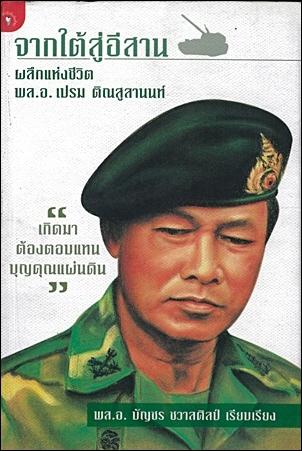 จากใต้สู่อีสาน
ผลึกแห่งชีวิต
พล.อ. เปรม ติณสูลานนท์
“
เกิดมา
ต้องตอบแทน
บุญคุณแผ่นดิน
”
พล.อ. บัญชร ชวาลศิลป์ เรียบเรียง